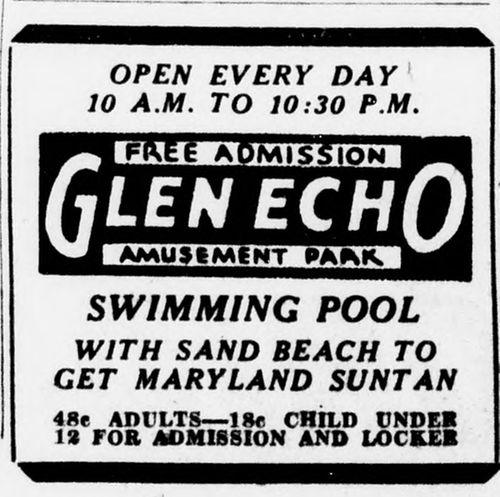 OPEN EVERY DAY
10 A.M. TO 10:30 P.M.
FREE ADMISSION
GLEN ECHO
AMUSEMENT PARK
SWIMMING POOL
WITH SAND BEACH TO
GET MARYLAND SUNTAN
48c ADULTS—18c CHILD UNDER
12 FOR ADMISSION AND LOCKER